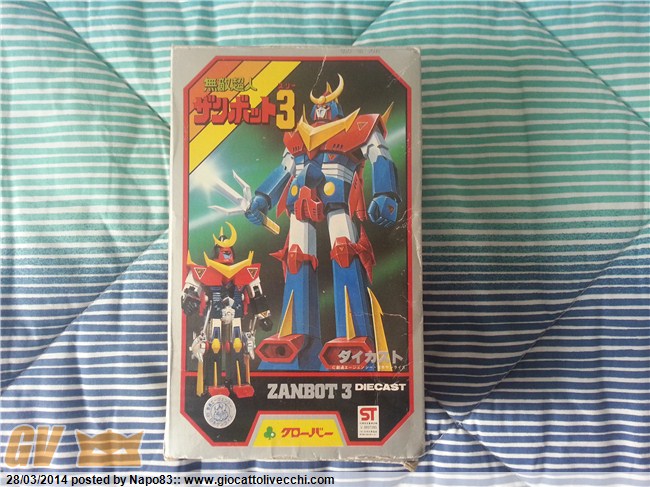 無敵超人
ザンボット3
ダイカスト
ZANBOT 3 DIECAST
ST
グローバー
GV
28/03/2014 posted by Napo83:: www.giocattolivecchi.com